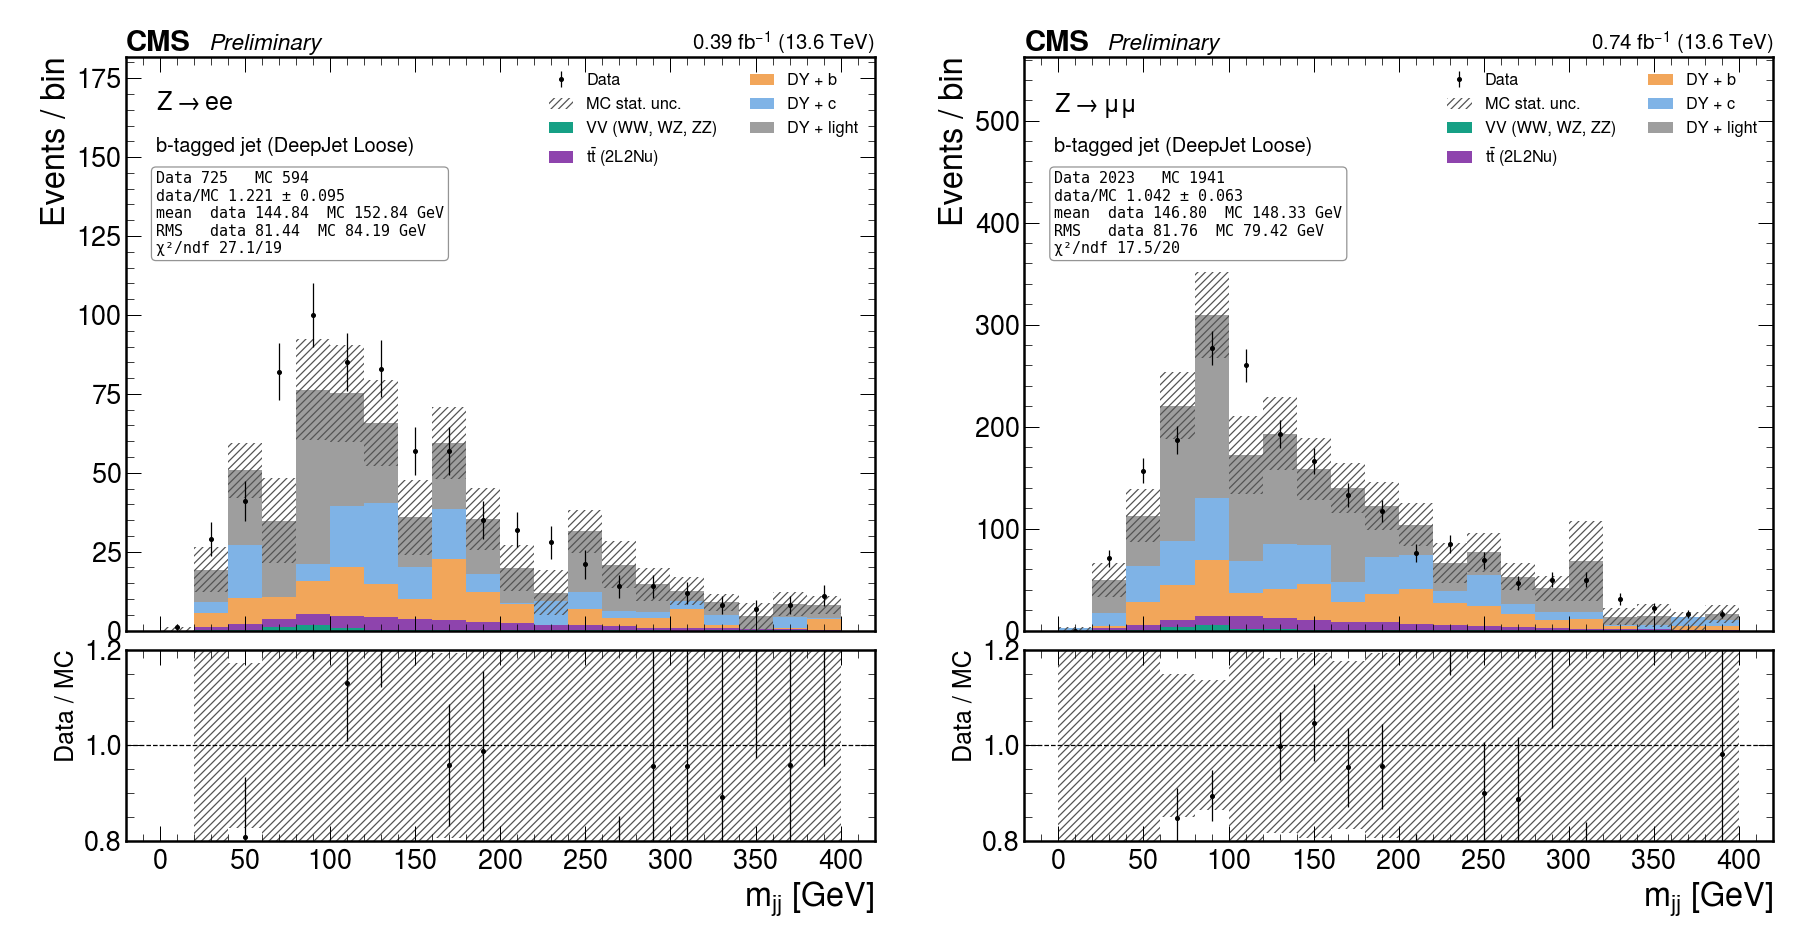 CMS Preliminary 0.39 fb⁻¹ (13.6 TeV)
Events / bin
175
150
125
100
75
50
25
0
Z→ee
b-tagged jet (DeepJet Loose)
Data 725   MC 594
data/MC 1.221 ± 0.095
mean  data 144.84  MC 152.84 GeV
RMS   data 81.44  MC 84.19 GeV
χ²/ndf 27.1/19
Data
MC stat. unc.
VV (WW, WZ, ZZ)
tt̄ (2L2Nu)
DY + b
DY + c
DY + light
Data / MC
1.2
1.0
0.8
0 50 100 150 200 250 300 350 400
m_jj [GeV]
CMS Preliminary 0.74 fb⁻¹ (13.6 TeV)
Events / bin
500
400
300
200
100
0
Z→μμ
b-tagged jet (DeepJet Loose)
Data 2023   MC 1941
data/MC 1.042 ± 0.063
mean  data 146.80  MC 148.33 GeV
RMS   data 81.76  MC 79.42 GeV
χ²/ndf 17.5/20
Data
MC stat. unc.
VV (WW, WZ, ZZ)
tt̄ (2L2Nu)
DY + b
DY + c
DY + light
Data / MC
1.2
1.0
0.8
0 50 100 150 200 250 300 350 400
m_jj [GeV]